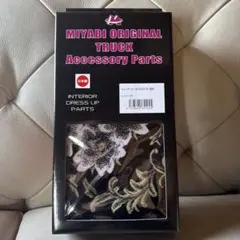 MIYABI ORIGINAL
TRUCK
Accessory Parts
INTERIOR
DRESS UP
PARTS